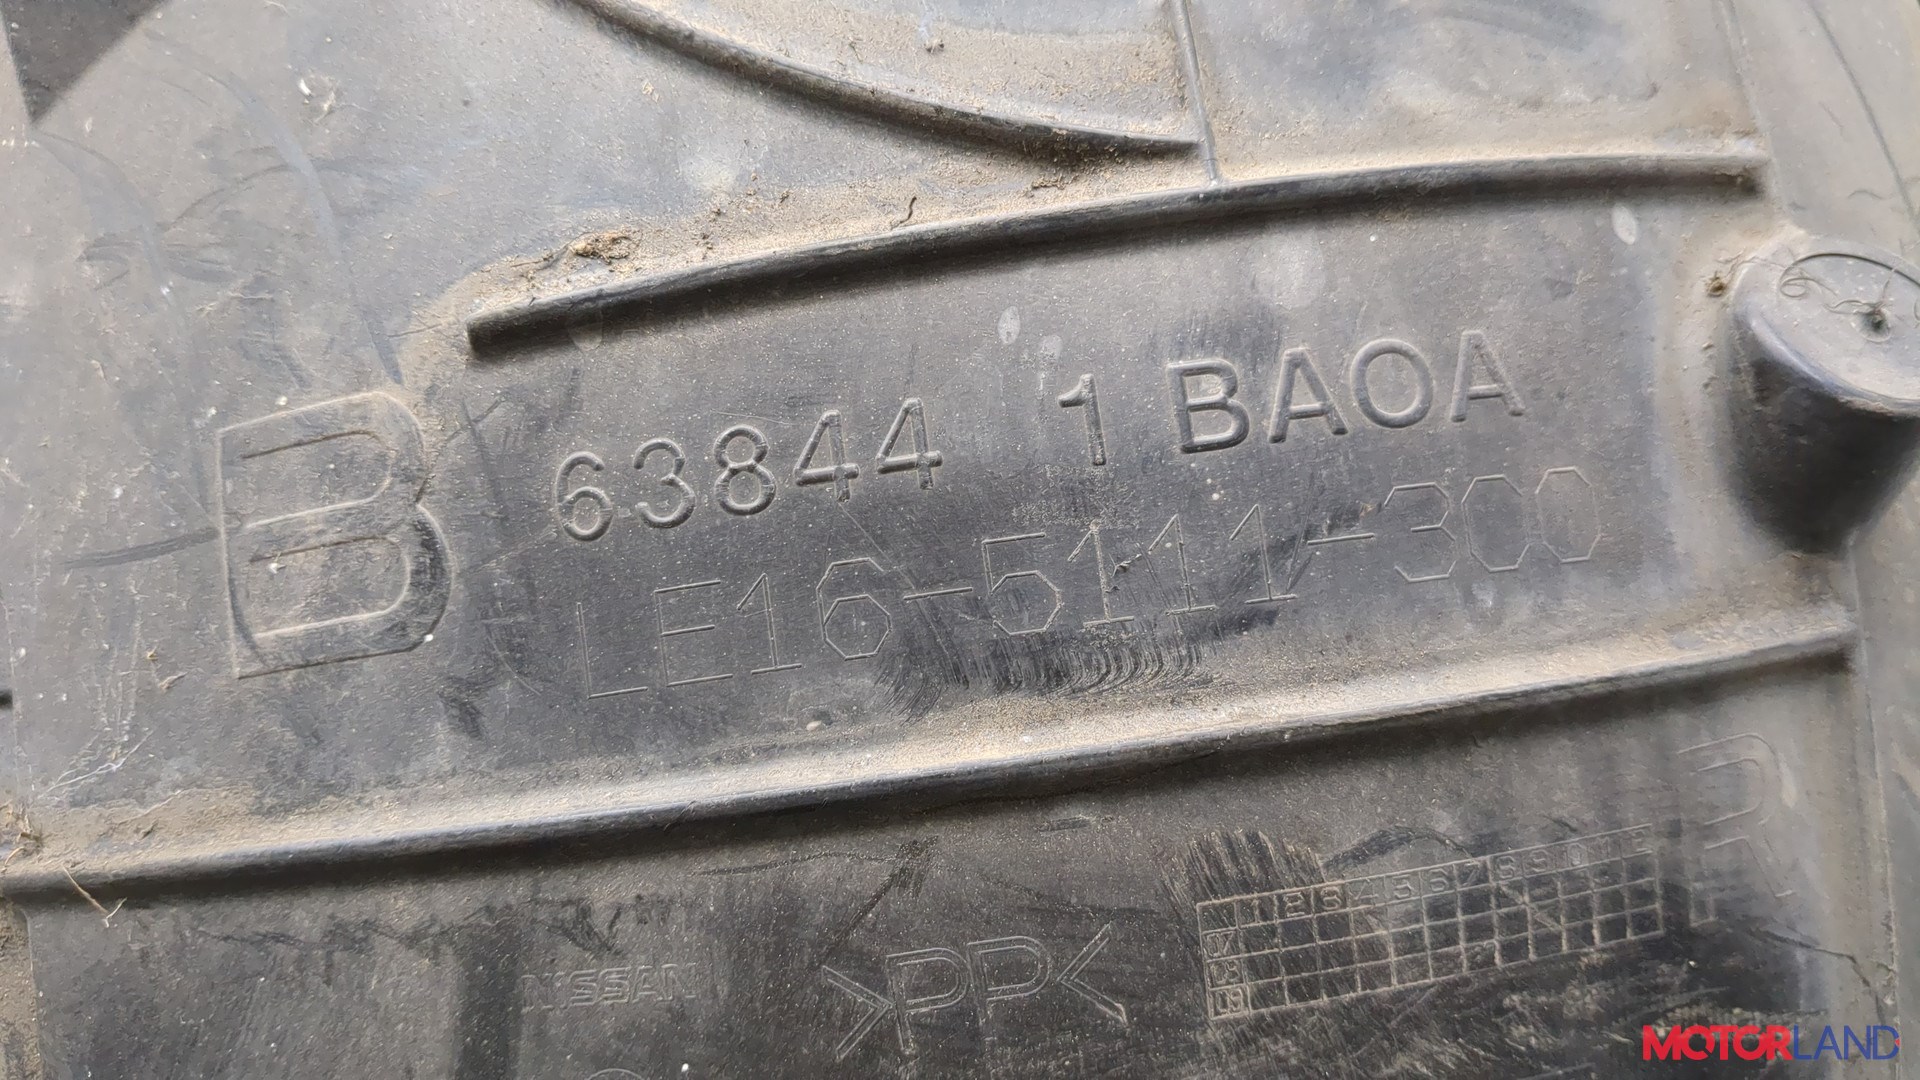 B
63844 1BA0A
LE16-5111-300
R
1 2 3 4 5 6 7 8 9 10 11 12
07
08
09
NISSAN
>PP<
MOTORLAND